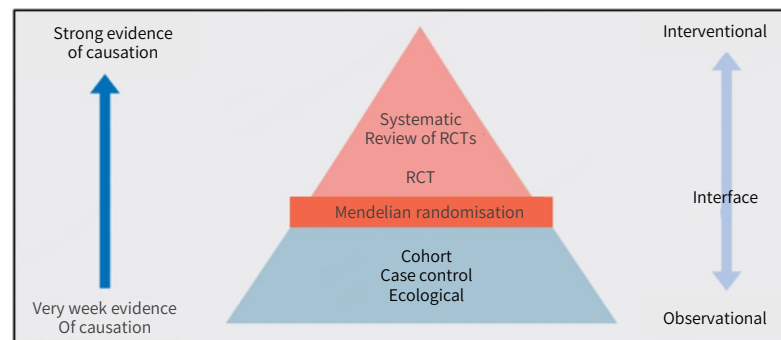 Strong evidence
of causation
Very week evidence
Of causation
Systematic
Review of RCTs
RCT
Mendelian randomisation
Cohort
Case control
Ecological
Interventional
Interface
Observational